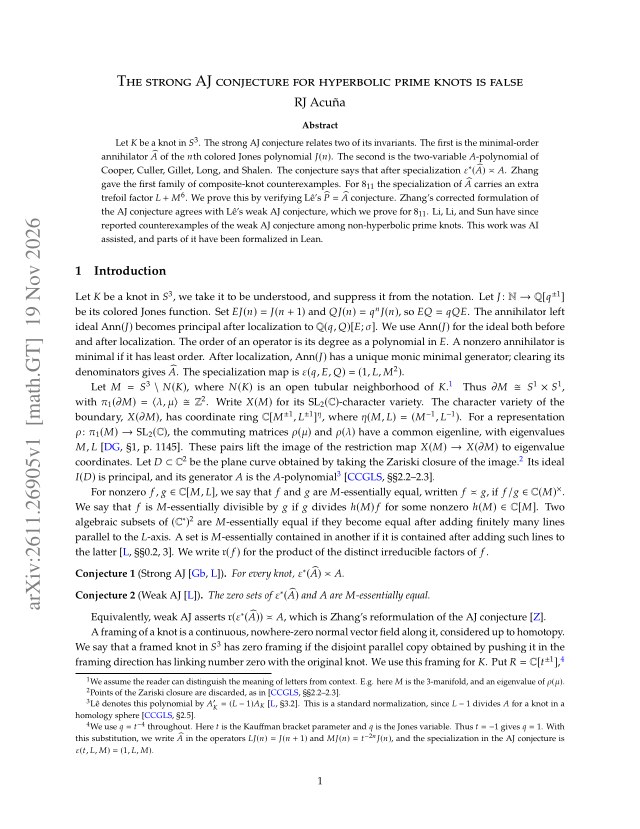 The strong AJ conjecture for hyperbolic prime knots is false
RJ Acuña
Abstract
Let K be a knot in S³. The strong AJ conjecture relates two of its invariants. The first is the minimal-order
annihilator Â of the nth colored Jones polynomial J(n). The second is the two-variable A-polynomial of
Cooper, Culler, Gillet, Long, and Shalen. The conjecture says that after specialization ε*(Â) ≍ A. Zhang
gave the first family of composite-knot counterexamples. For 8₁₁ the specialization of Â carries an extra
trefoil factor L + M⁶. We prove this by verifying Lê's P̂ = Â conjecture. Zhang's corrected formulation of
the AJ conjecture agrees with Lê's weak AJ conjecture, which we prove for 8₁₁. Li, Li, and Sun have since
reported counterexamples of the weak AJ conjecture among non-hyperbolic prime knots. This work was AI
assisted, and parts of it have been formalized in Lean.
1 Introduction
Let K be a knot in S³, we take it to be understood, and suppress it from the notation. Let J: ℕ → ℚ[q^{±1}]
be its colored Jones function. Set EJ(n) = J(n + 1) and QJ(n) = qⁿJ(n), so EQ = qQE. The annihilator left
ideal Ann(J) becomes principal after localization to ℚ(q, Q)[E; σ]. We use Ann(J) for the ideal both before
and after localization. The order of an operator is its degree as a polynomial in E. A nonzero annihilator is
minimal if it has least order. After localization, Ann(J) has a unique monic minimal generator; clearing its
denominators gives Â. The specialization map is ε(q, E, Q) = (1, L, M²).
Let M = S³ \ N(K), where N(K) is an open tubular neighborhood of K.¹ Thus ∂M ≅ S¹ × S¹,
with π₁(∂M) = ⟨λ, μ⟩ ≅ ℤ². Write X(M) for its SL₂(ℂ)-character variety. The character variety of the
boundary, X(∂M), has coordinate ring ℂ[M^{±1}, L^{±1}]^η, where η(M, L) = (M⁻¹, L⁻¹). For a representation
ρ: π₁(M) → SL₂(ℂ), the commuting matrices ρ(μ) and ρ(λ) have a common eigenline, with eigenvalues
M, L [DG, §1, p. 1145]. These pairs lift the image of the restriction map X(M) → X(∂M) to eigenvalue
coordinates. Let D ⊂ ℂ² be the plane curve obtained by taking the Zariski closure of the image.² Its ideal
I(D) is principal, and its generator A is the A-polynomial³ [CCGLS, §§2.2–2.3].
For nonzero f, g ∈ ℂ[M, L], we say that f and g are M-essentially equal, written f ≍ g, if f/g ∈ ℂ(M)^×.
We say that f is M-essentially divisible by g if g divides h(M)f for some nonzero h(M) ∈ ℂ[M]. Two
algebraic subsets of (ℂ*)² are M-essentially equal if they become equal after adding finitely many lines
parallel to the L-axis. A set is M-essentially contained in another if it is contained after adding such lines to
the latter [L, §§0.2, 3]. We write 𝔯(f) for the product of the distinct irreducible factors of f.
Conjecture 1 (Strong AJ [Gb, L]). For every knot, ε*(Â) ≍ A.
Conjecture 2 (Weak AJ [L]). The zero sets of ε*(Â) and A are M-essentially equal.
Equivalently, weak AJ asserts 𝔯(ε*(Â)) ≍ A, which is Zhang's reformulation of the AJ conjecture [Z].
A framing of a knot is a continuous, nowhere-zero normal vector field along it, considered up to homotopy.
We say that a framed knot in S³ has zero framing if the disjoint parallel copy obtained by pushing it in the
framing direction has linking number zero with the original knot. We use this framing for K. Put R = ℂ[t^{±1}],⁴
¹We assume the reader can distinguish the meaning of letters from context. E.g. here M is the 3-manifold, and an eigenvalue of ρ(μ).
²Points of the Zariski closure are discarded, as in [CCGLS, §§2.2–2.3].
³Lê denotes this polynomial by A′_K = (L − 1)A_K [L, §3.2]. This is a standard normalization, since L − 1 divides A for a knot in a
homology sphere [CCGLS, §2.5].
⁴We use q = t⁻⁴ throughout. Here t is the Kauffman bracket parameter and q is the Jones variable. Thus t = −1 gives q = 1. With
this substitution, we write Â in the operators LJ(n) = J(n + 1) and MJ(n) = t^{−2n}J(n), and the specialization in the AJ conjecture is
ε(t, L, M) = (1, L, M).
1
arXiv:2611.26905v1 [math.GT] 19 Nov 2026